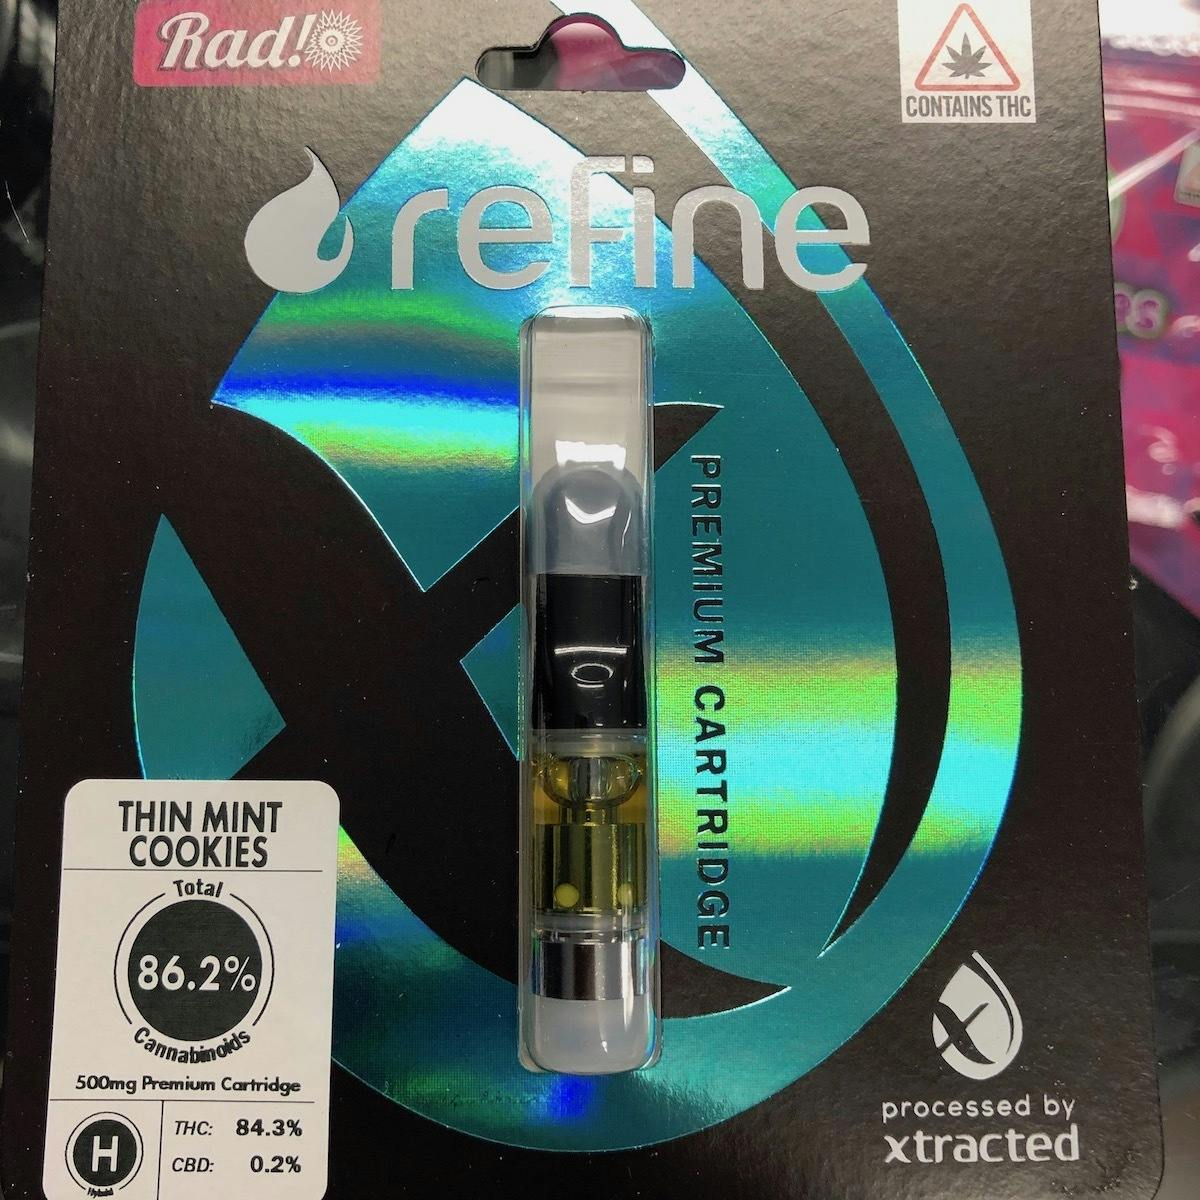 Rad!
CONTAINS THC
refine
PREMIUM CARTRIDGE
THIN MINT
COOKIES
Total
86.2%
Cannabinoids
500mg Premium Cartridge
H
Hybrid
THC: 84.3%
CBD: 0.2%
processed by
xtracted